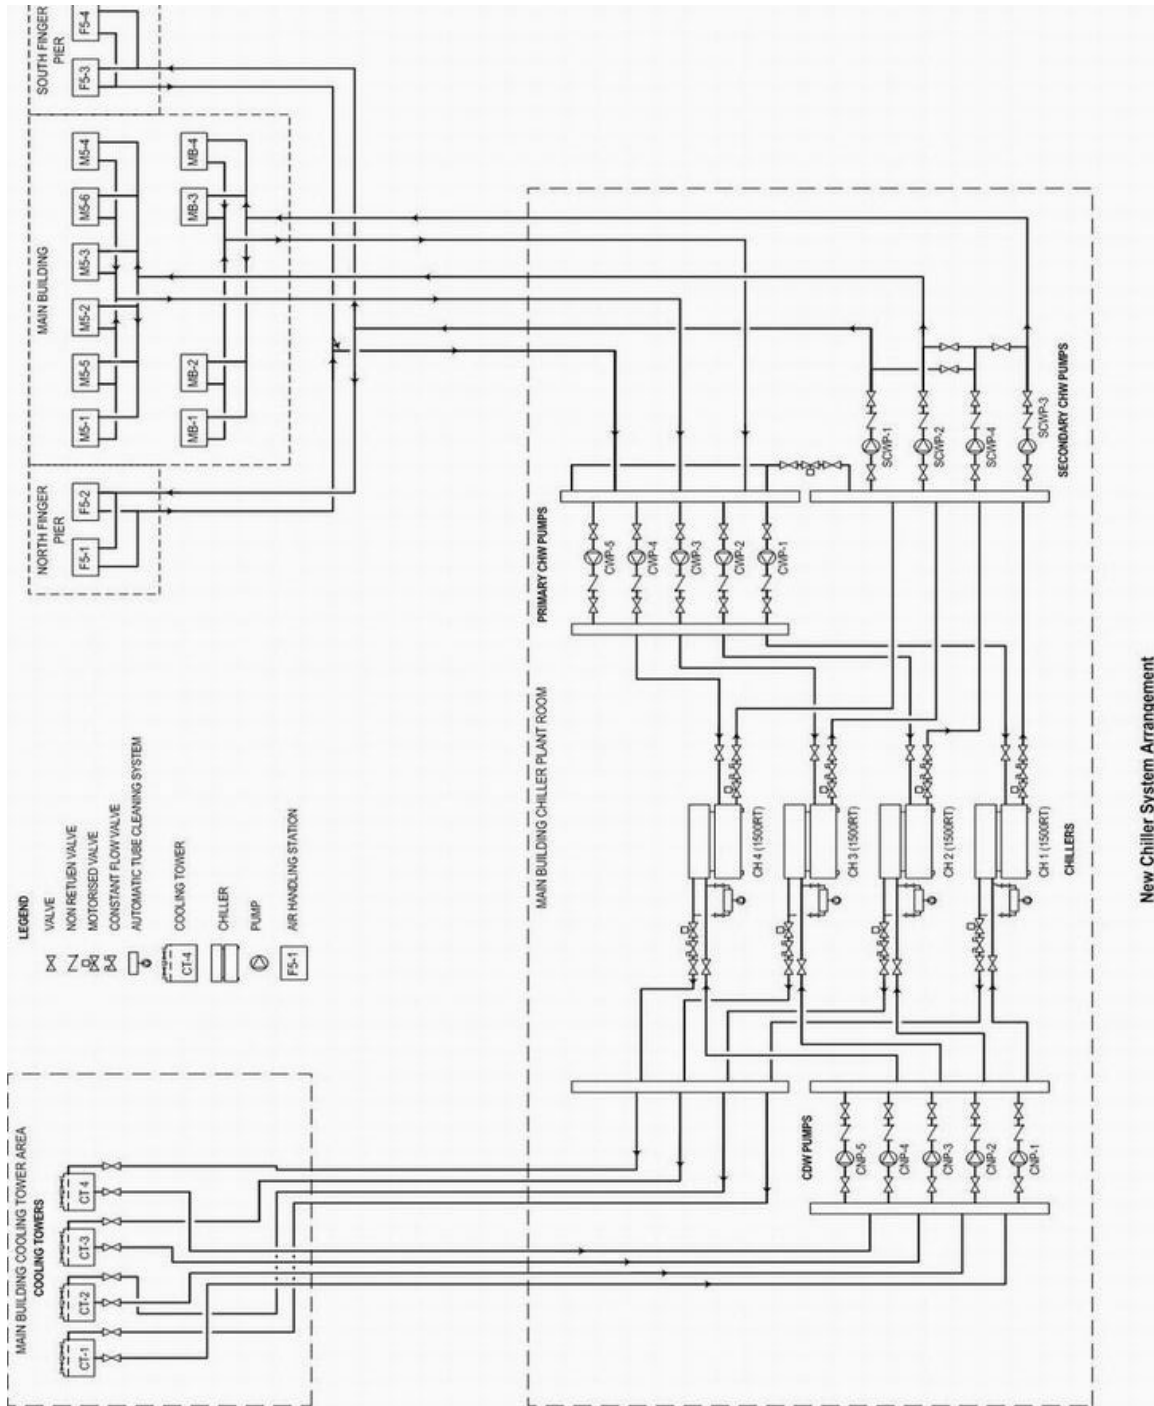 MAIN BUILDING COOLING TOWER AREA
COOLING TOWERS
CT-1
CT-2
CT-3
CT 4
LEGEND
VALVE
NON RETUEN VALVE
MOTORISED VALVE
CONSTANT FLOW VALVE
AUTOMATIC TUBE CLEANING SYSTEM
CT-4
COOLING TOWER
CHILLER
PUMP
F5-1
AIR HANDLING STATION
NORTH FINGER
PIER
F5-1
F5-2
MAIN BUILDING
M5-1
M5-5
M5-2
M5-3
M5-6
M5-4
MB-1
MB-2
MB-3
MB-4
SOUTH FINGER
PIER
F5-3
F5-4
MAIN BUILDING CHILLER PLANT ROOM
PRIMARY CHW PUMPS
CWP-5
CWP-4
CWP-3
CWP-2
CWP-1
SCWP-1
SCWP-2
SCWP-4
SCWP-3
SECONDARY CHW PUMPS
CH 4 (1500RT)
CH 3 (1500RT)
CH 2 (1500RT)
CH 1 (1500RT)
CHILLERS
CDW PUMPS
CNP-5
CNP-4
CNP-3
CNP-2
CNP-1
New Chiller System Arrangement